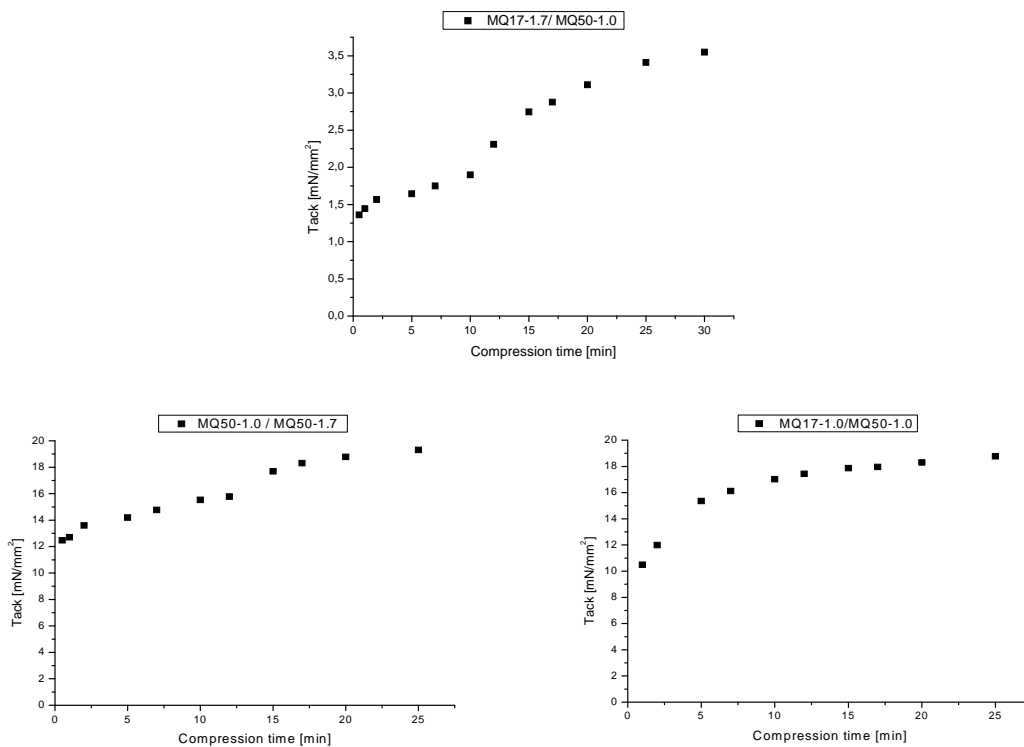 MQ17-1.7/ MQ50-1.0
3,5
3,0
2,5
2,0
1,5
1,0
0,5
0,0
Tack [mN/mm²]
0 5 10 15 20 25 30
Compression time [min]
MQ50-1.0 / MQ50-1.7
20
18
16
14
12
10
8
6
4
2
0
Tack [mN/mm²]
0 5 10 15 20 25
Compression time [min]
MQ17-1.0/MQ50-1.0
20
18
16
14
12
10
8
6
4
2
0
Tack [mN/mm²]
0 5 10 15 20 25
Compression time [min]